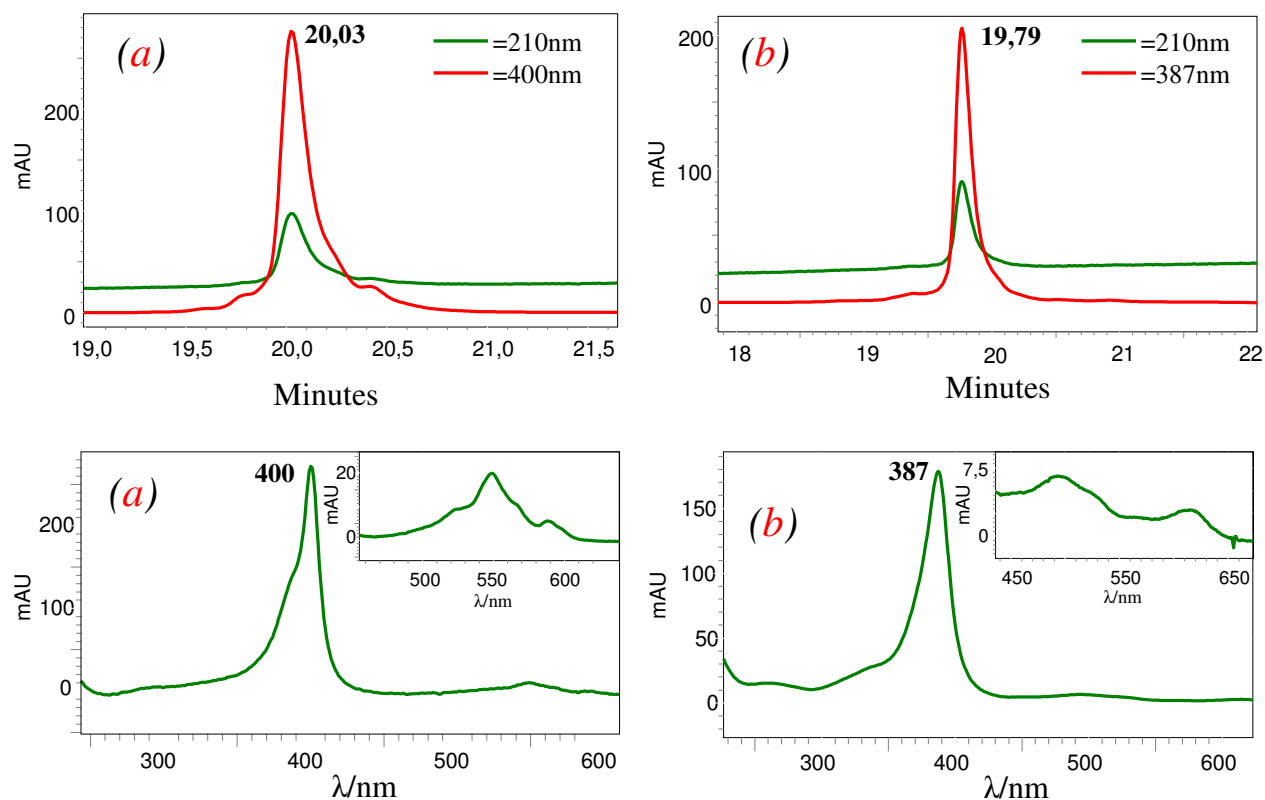 (a)
20,03
=210nm
=400nm
200
100
0
mAU
19,0 19,5 20,0 20,5 21,0 21,5
Minutes
(b)
19,79
=210nm
=387nm
200
100
0
mAU
18 19 20 21 22
Minutes
(a)
400
200
100
0
mAU
300 400 500 600
λ/nm
20
0
mAU
500 550 600
λ/nm
(b)
387
150
100
50
0
mAU
300 400 500 600
λ/nm
7,5
0
mAU
450 550 650
λ/nm